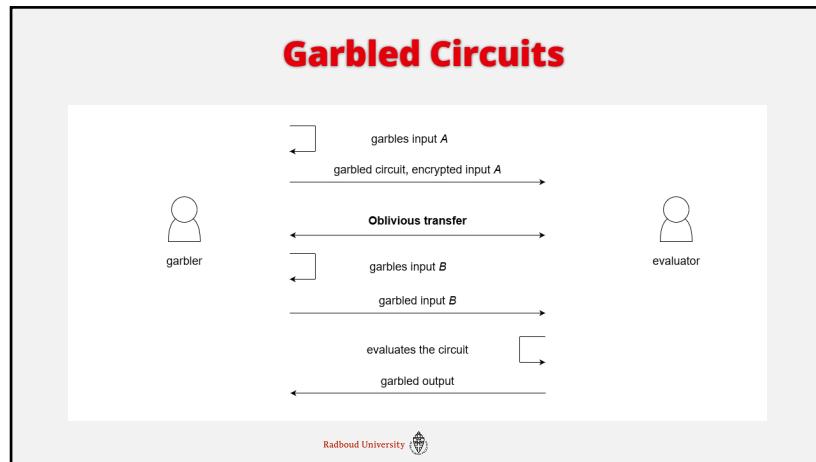 Garbled Circuits
garbles input A
garbled circuit, encrypted input A
Oblivious transfer
garbler
evaluator
garbles input B
garbled input B
evaluates the circuit
garbled output
Radboud University